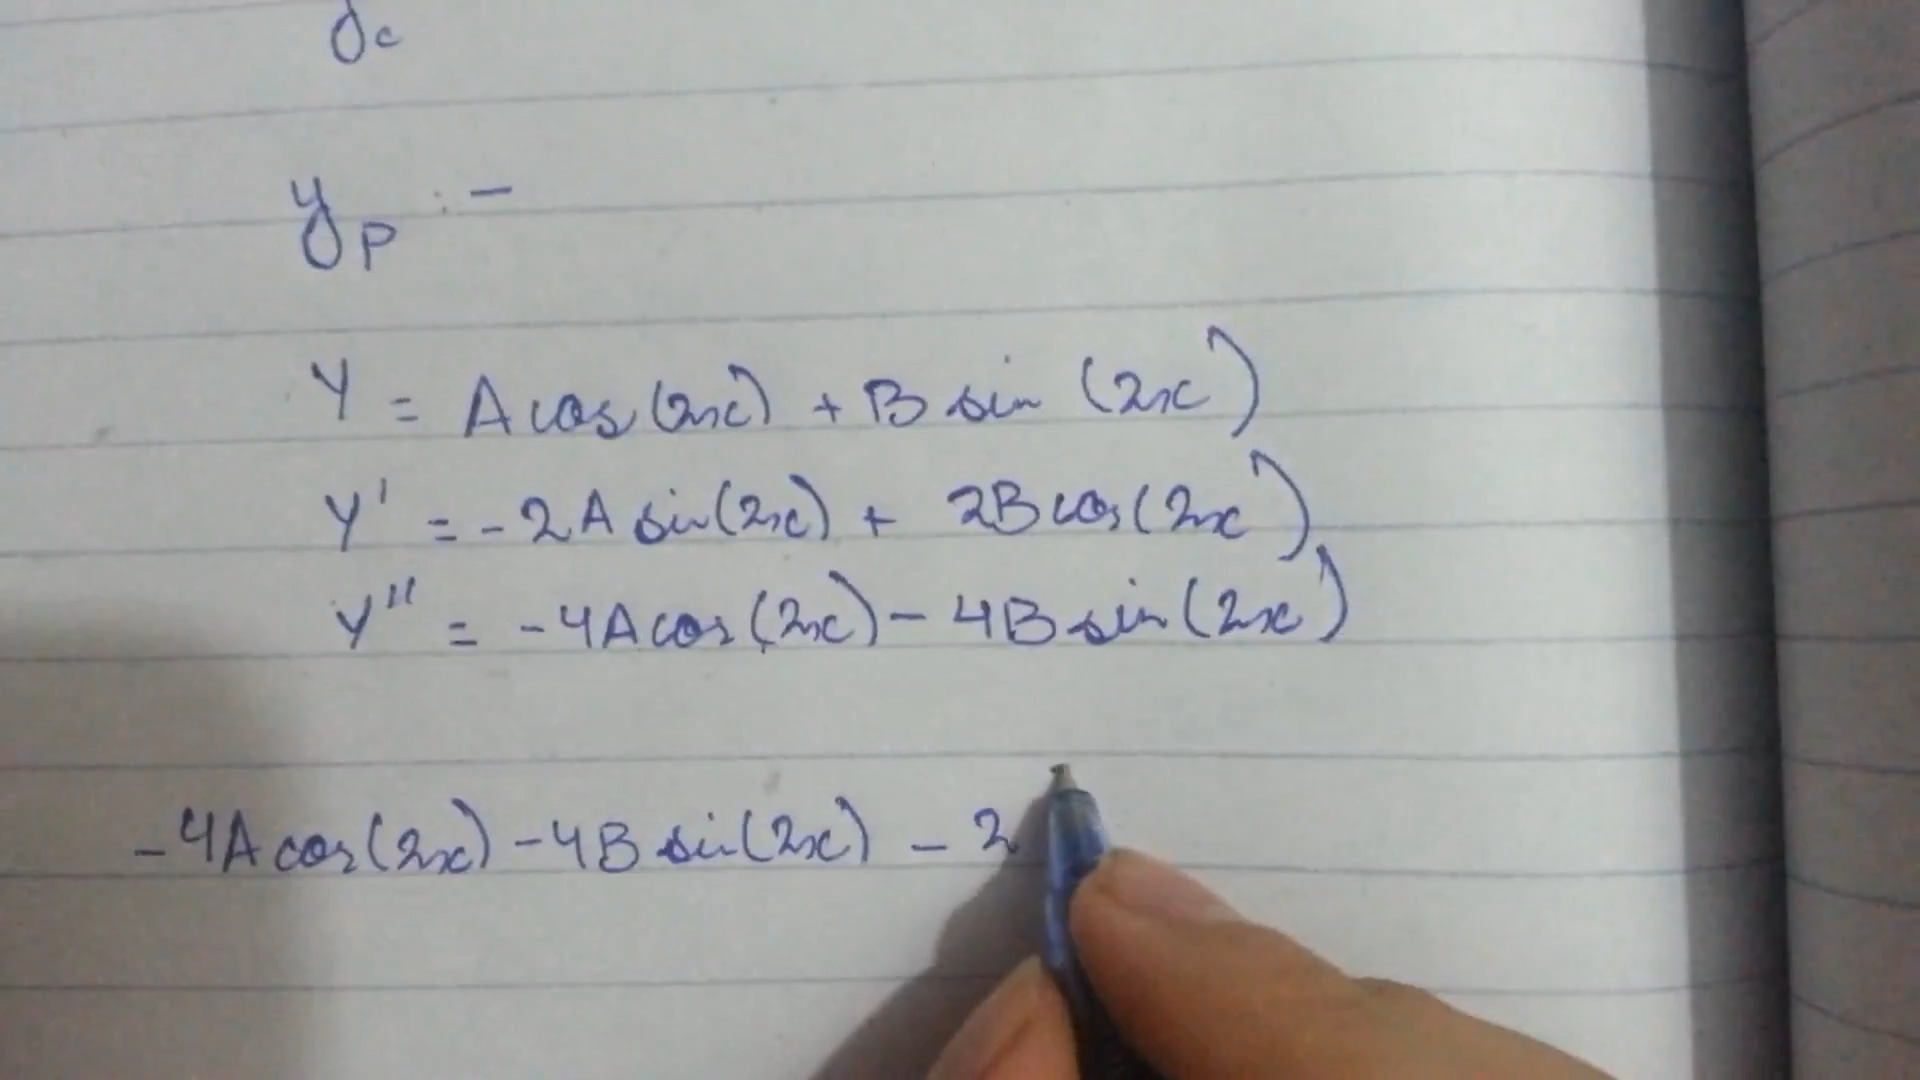 yc
yp : -
Y = A cos(2x) + B sin (2x)
Y' = -2A sin(2x) + 2B cos(2x)
Y" = -4A cos(2x) - 4B sin(2x)
-4A cos(2x) -4B sin(2x) - 2